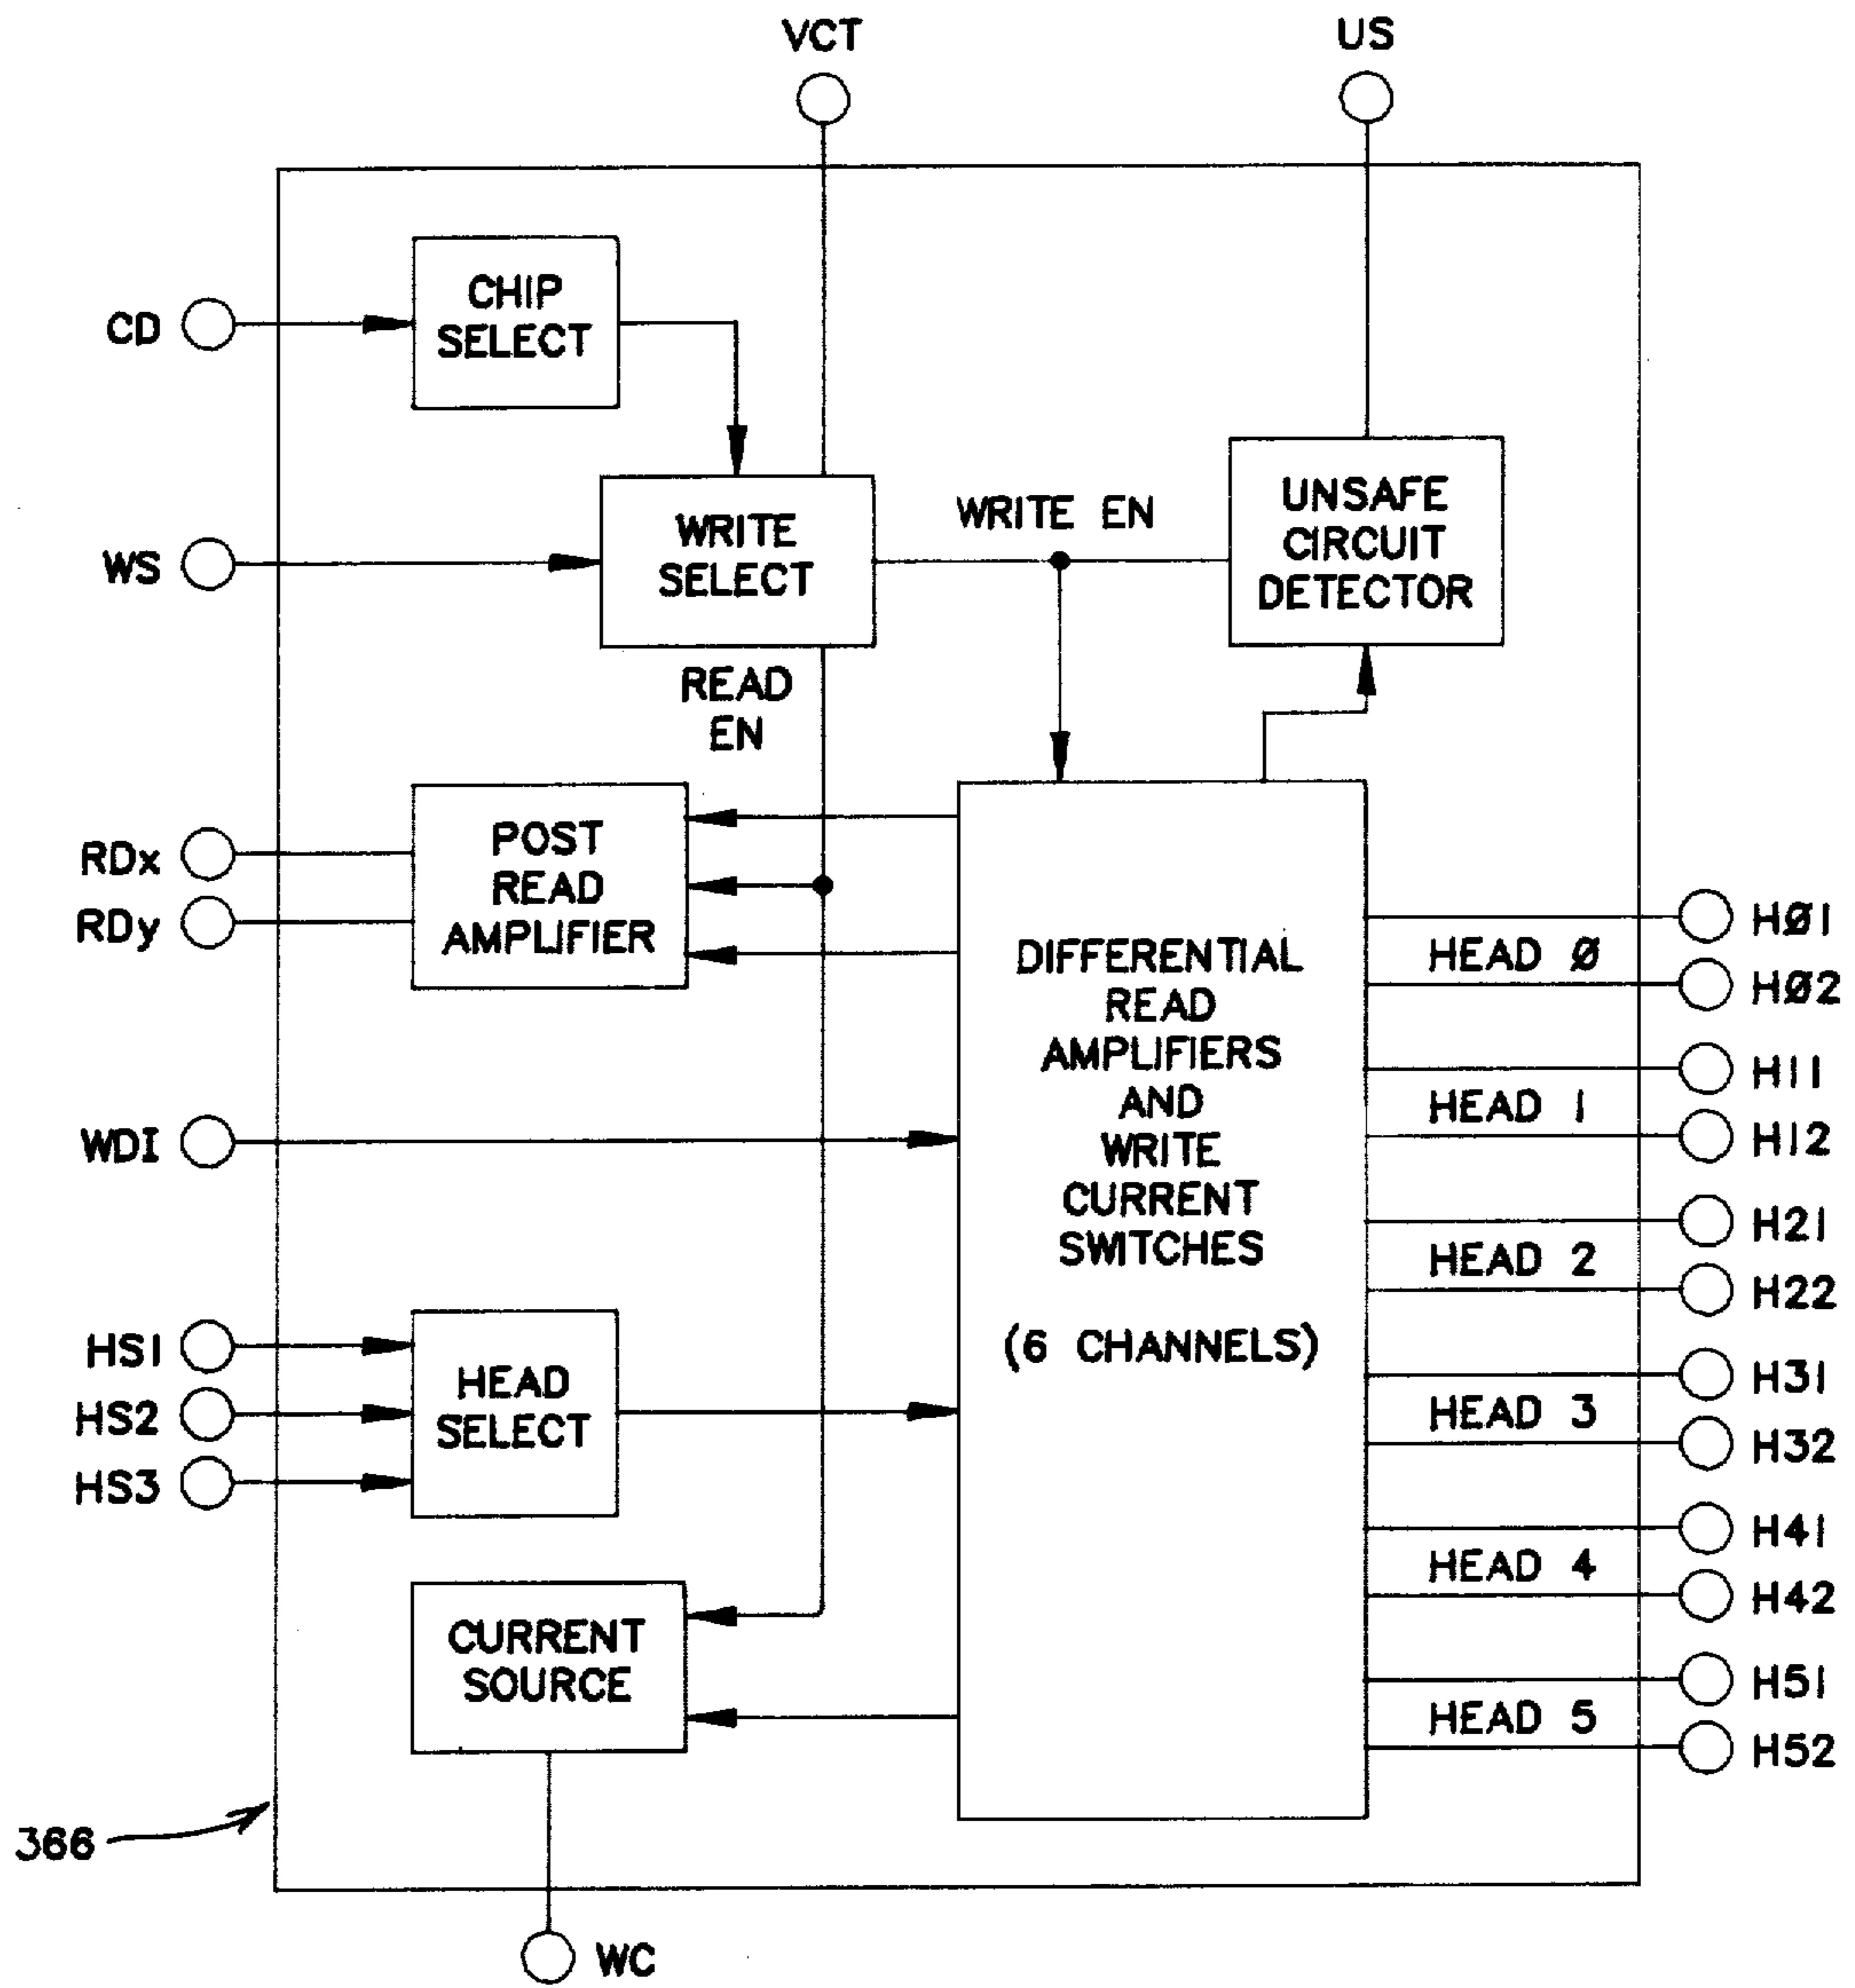 VCT
US
CHIP
SELECT
CD
WRITE
SELECT
WRITE EN
UNSAFE
CIRCUIT
DETECTOR
WS
READ
EN
POST
READ
AMPLIFIER
RDx
RDy
DIFFERENTIAL
READ
AMPLIFIERS
AND
WRITE
CURRENT
SWITCHES
(6 CHANNELS)
HEAD Ø
HØ1
HØ2
HEAD 1
H11
H12
HEAD 2
H21
H22
HEAD 3
H31
H32
HEAD 4
H41
H42
HEAD 5
H51
H52
WDI
HS1
HS2
HS3
HEAD
SELECT
CURRENT
SOURCE
366
WC